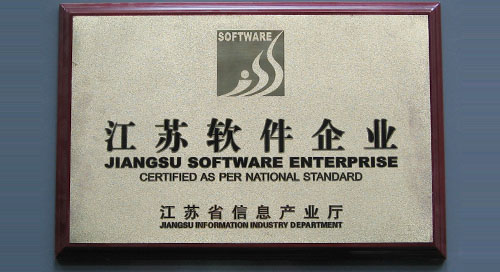 SOFTWARE
江苏软件企业
JIANGSU SOFTWARE ENTERPRISE
CERTIFIED AS PER NATIONAL STANDARD
江苏省信息产业厅
JIANGSU INFORMATION INDUSTRY DEPARTMENT